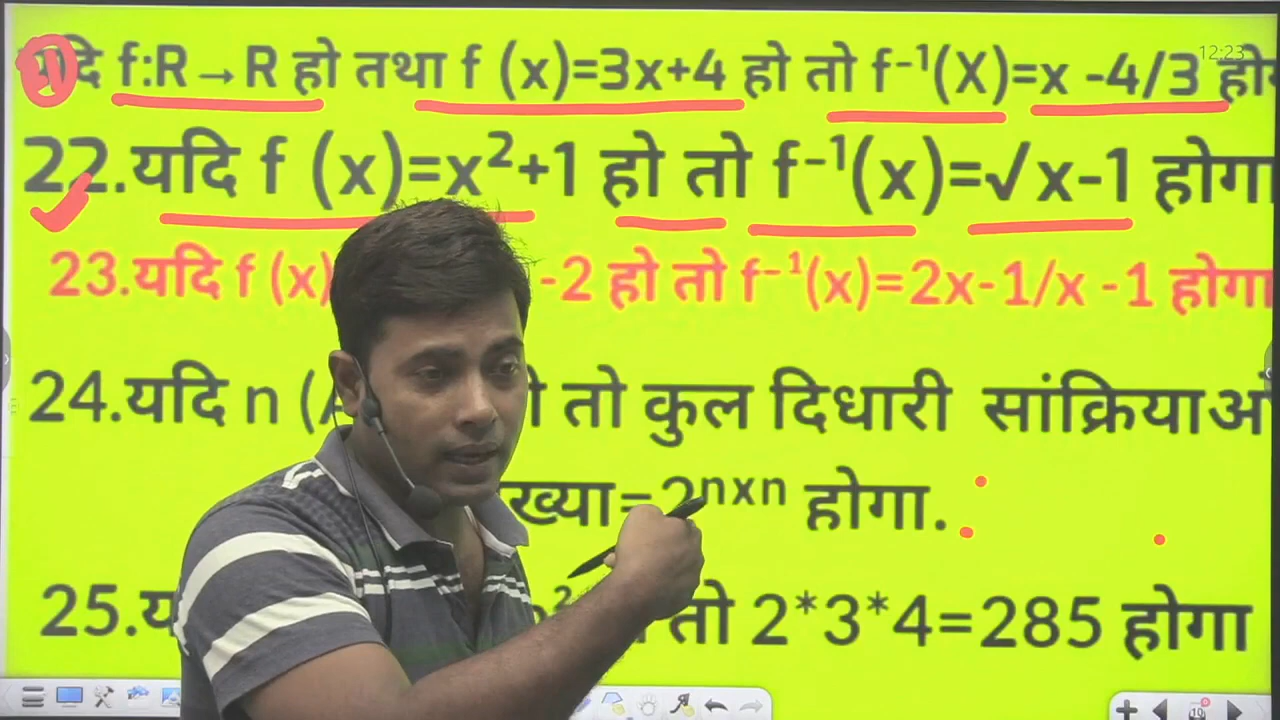 यदि f:R→R हो तथा f (x)=3x+4 हो तो f⁻¹(X)=x -4/3
12:23
22.यदि f (x)=x²+1 हो तो f⁻¹(x)=√x-1 होगा
23.यदि f (x) -2 हो तो f⁻¹(x)=2x-1/x -1 होगा
24.यदि n ( तो कुल दिधारी सांक्रियाओ
=2ⁿˣⁿ होगा.
25. तो 2*3*4=285 होगा